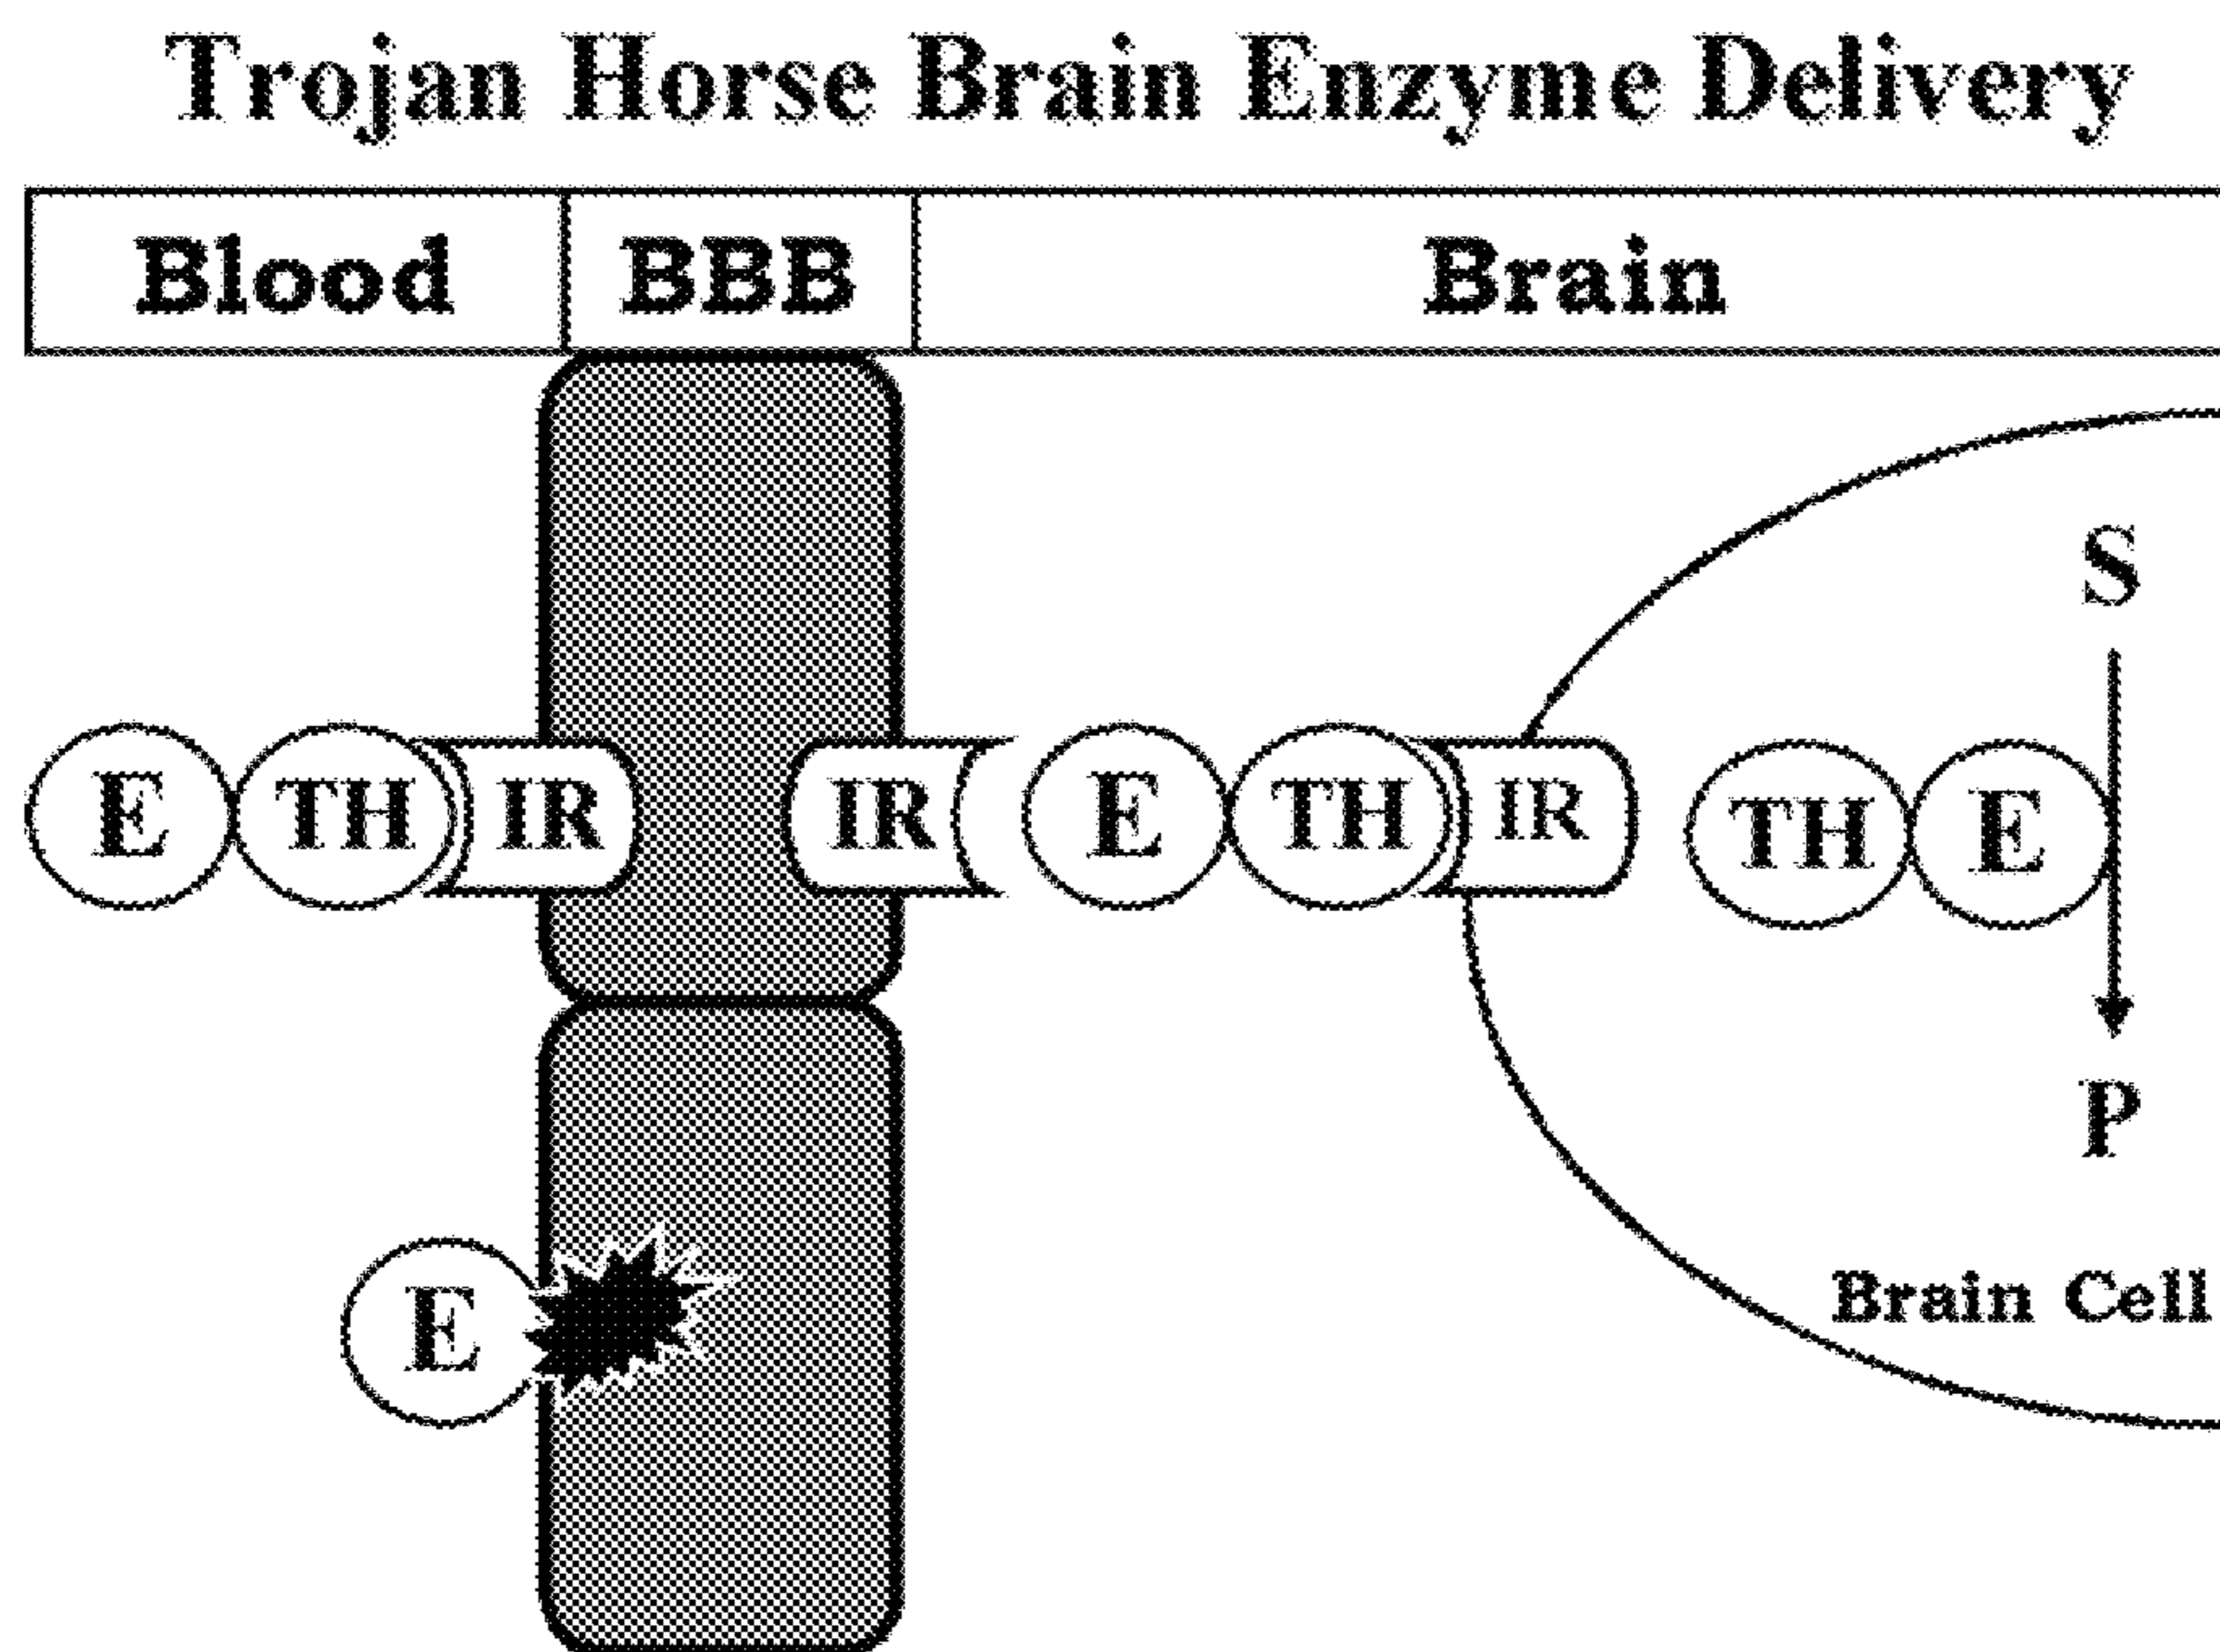 Trojan Horse Brain Enzyme Delivery
Blood BBB Brain
S
E TH IR IR E TH IR TH E
P
Brain Cell
E